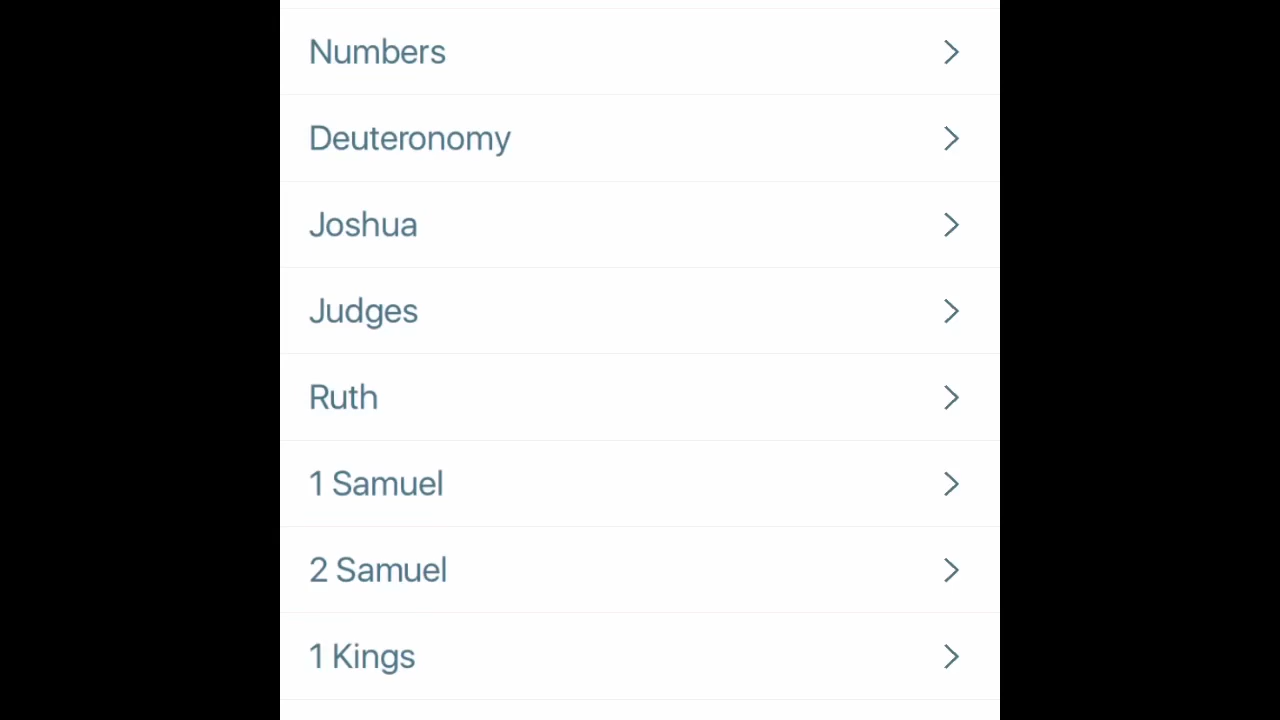 Numbers
Deuteronomy
Joshua
Judges
Ruth
1 Samuel
2 Samuel
1 Kings